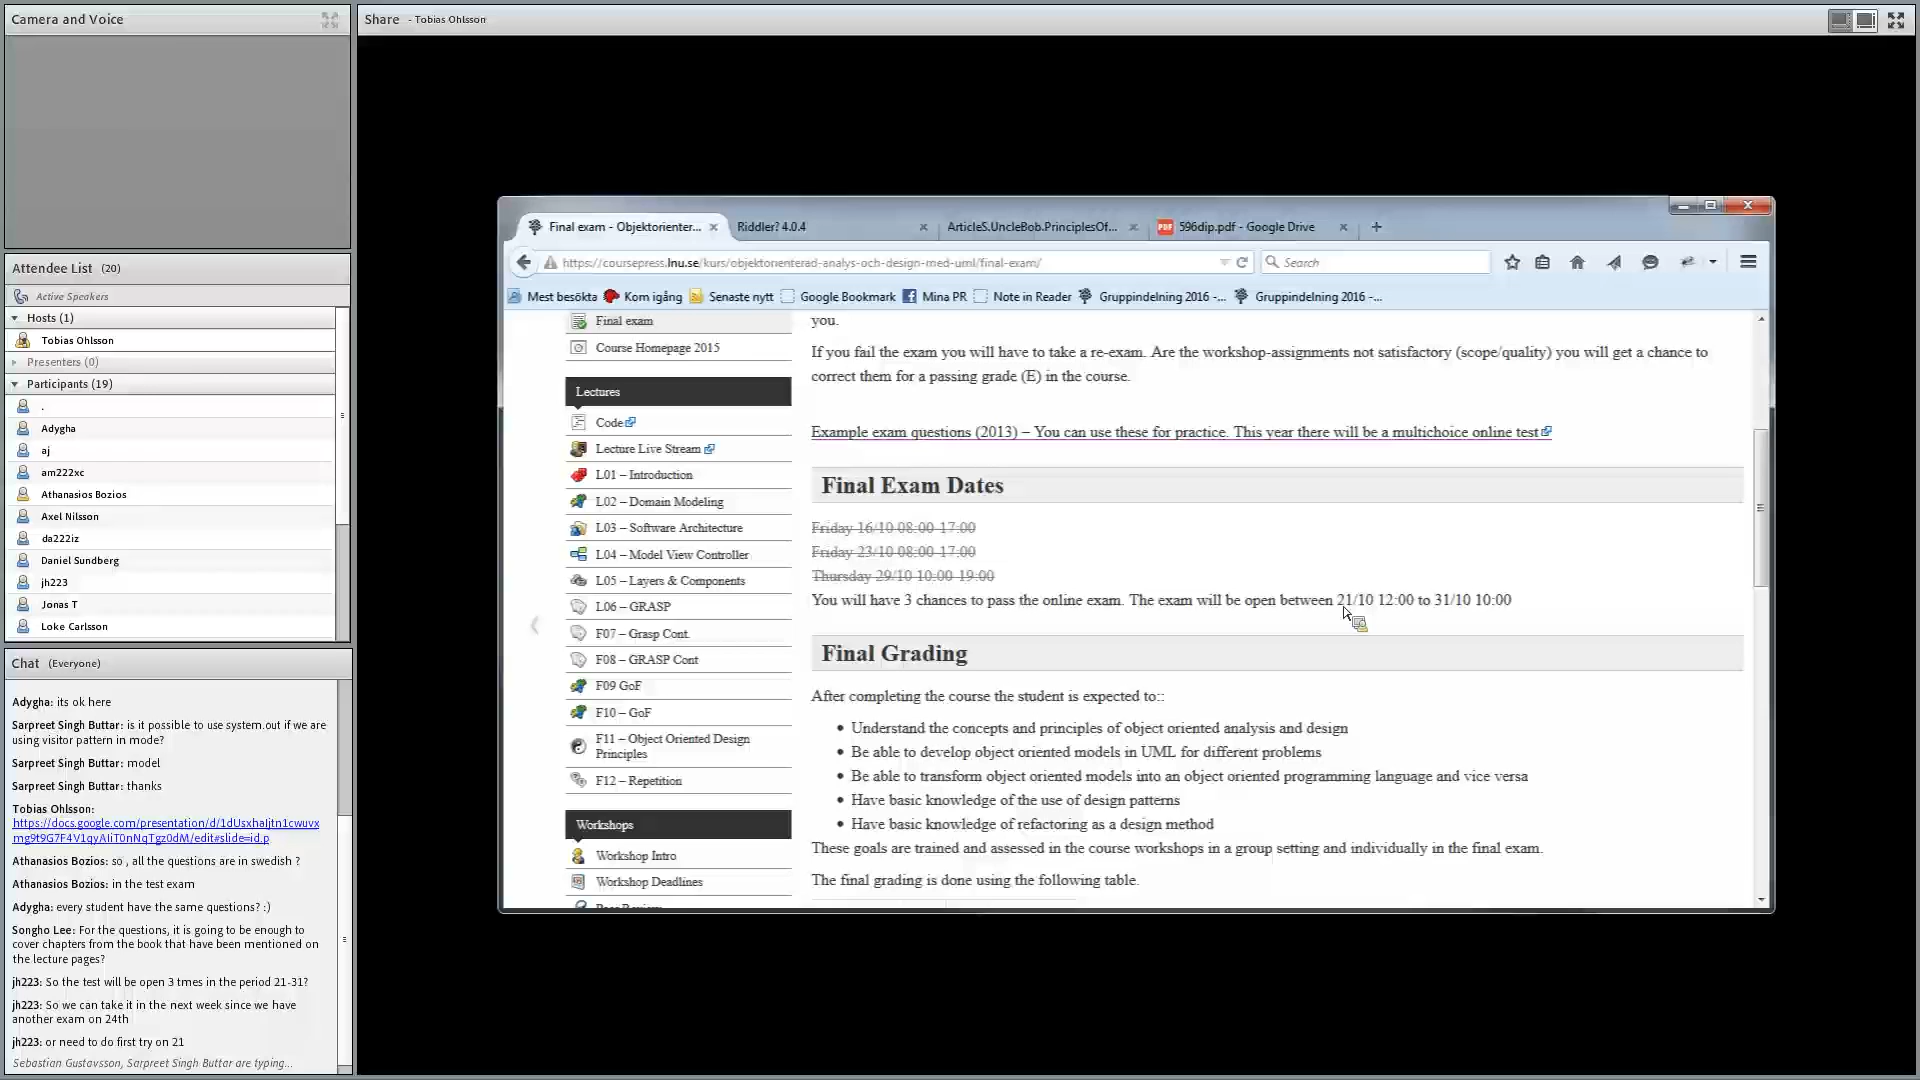 Camera and Voice
Attendee List (20)
Active Speakers
Hosts (1)
Tobias Ohlsson
Presenters (0)
Participants (19)
.
Adygha
aj
am222xc
Athanasios Bozios
Axel Nilsson
da222iz
Daniel Sundberg
jh223
Jonas T
Loke Carlsson
Chat (Everyone)
Adygha: its ok here
Sarpreet Singh Buttar: is it possible to use system.out if we are
using visitor pattern in mode?
Sarpreet Singh Buttar: model
Sarpreet Singh Buttar: thanks
Tobias Ohlsson:
https://docs.google.com/presentation/d/1dUsxhaJjtn1cwuvx
mg9t9G7F4V1qyAIiT0nNqTgz0dM/edit#slide=id.p
Athanasios Bozios: so , all the questions are in swedish ?
Athanasios Bozios: in the test exam
Adygha: every student have the same questions? :)
Songho Lee: For the questions, it is going to be enough to
cover chapters from the book that have been mentioned on
the lecture pages?
jh223: So the test will be open 3 tmes in the period 21-31?
jh223: So we can take it in the next week since we have
another exam on 24th
jh223: or need to do first try on 21
Sebastian Gustavsson, Sarpreet Singh Buttar are typing...
Share - Tobias Ohlsson
Final exam - Objektorienter...
Riddler? 4.0.4
ArticleS.UncleBob.PrinciplesOf...
PDF 596dip.pdf - Google Drive
https://coursepress.lnu.se/kurs/objektorienterad-analys-och-design-med-uml/final-exam/
Search
Mest besökta Kom igång Senaste nytt Google Bookmark Mina PR Note in Reader Gruppindelning 2016 -... Gruppindelning 2016 -...
Final exam
Course Homepage 2015
Lectures
Code
Lecture Live Stream
L01 – Introduction
L02 – Domain Modeling
L03 – Software Architecture
L04 – Model View Controller
L05 – Layers & Components
L06 – GRASP
F07 – Grasp Cont.
F08 – GRASP Cont
F09 GoF
F10 – GoF
F11 – Object Oriented Design
Principles
F12 – Repetition
Workshops
Workshop Intro
Workshop Deadlines
you.
If you fail the exam you will have to take a re-exam. Are the workshop-assignments not satisfactory (scope/quality) you will get a chance to
correct them for a passing grade (E) in the course.
Example exam questions (2013) – You can use these for practice. This year there will be a multichoice online test
Final Exam Dates
Friday 16/10 08:00-17:00
Friday 23/10 08:00-17:00
Thursday 29/10 10:00-19:00
You will have 3 chances to pass the online exam. The exam will be open between 21/10 12:00 to 31/10 10:00
Final Grading
After completing the course the student is expected to::
• Understand the concepts and principles of object oriented analysis and design
• Be able to develop object oriented models in UML for different problems
• Be able to transform object oriented models into an object oriented programming language and vice versa
• Have basic knowledge of the use of design patterns
• Have basic knowledge of refactoring as a design method
These goals are trained and assessed in the course workshops in a group setting and individually in the final exam.
The final grading is done using the following table.